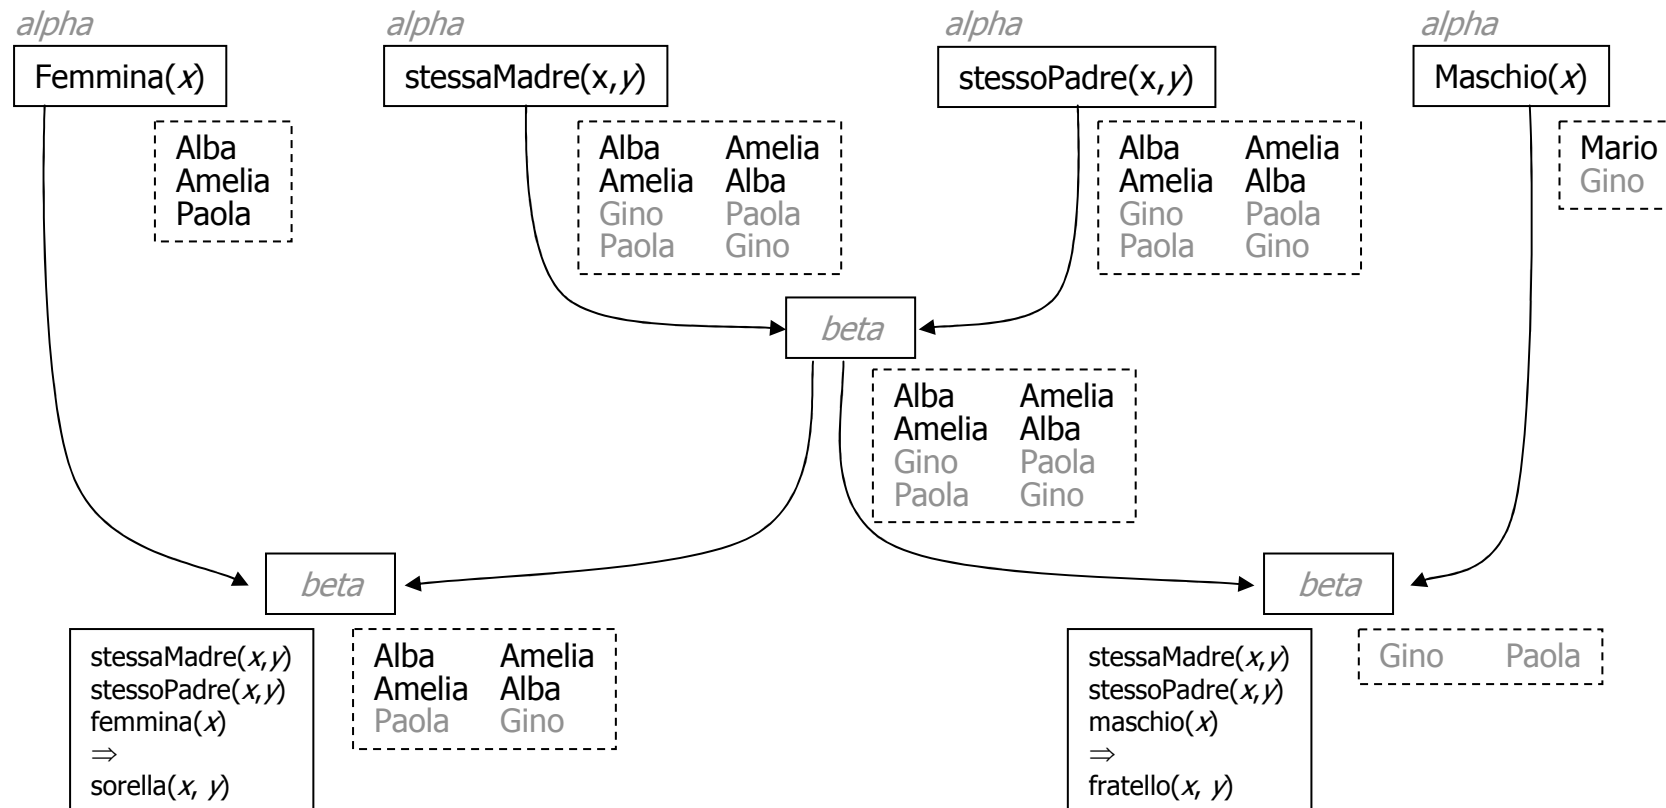 alpha
alpha
alpha
alpha
Femmina(x)
stessaMadre(x,y)
stessoPadre(x,y)
Maschio(x)
Alba
Amelia
Paola
Alba Amelia
Amelia Alba
Gino Paola
Paola Gino
Alba Amelia
Amelia Alba
Gino Paola
Paola Gino
Mario
Gino
beta
Alba Amelia
Amelia Alba
Gino Paola
Paola Gino
beta
beta
stessaMadre(x,y)
stessoPadre(x,y)
femmina(x)
⇒
sorella(x, y)
Alba Amelia
Amelia Alba
Paola Gino
stessaMadre(x,y)
stessoPadre(x,y)
maschio(x)
⇒
fratello(x, y)
Gino Paola